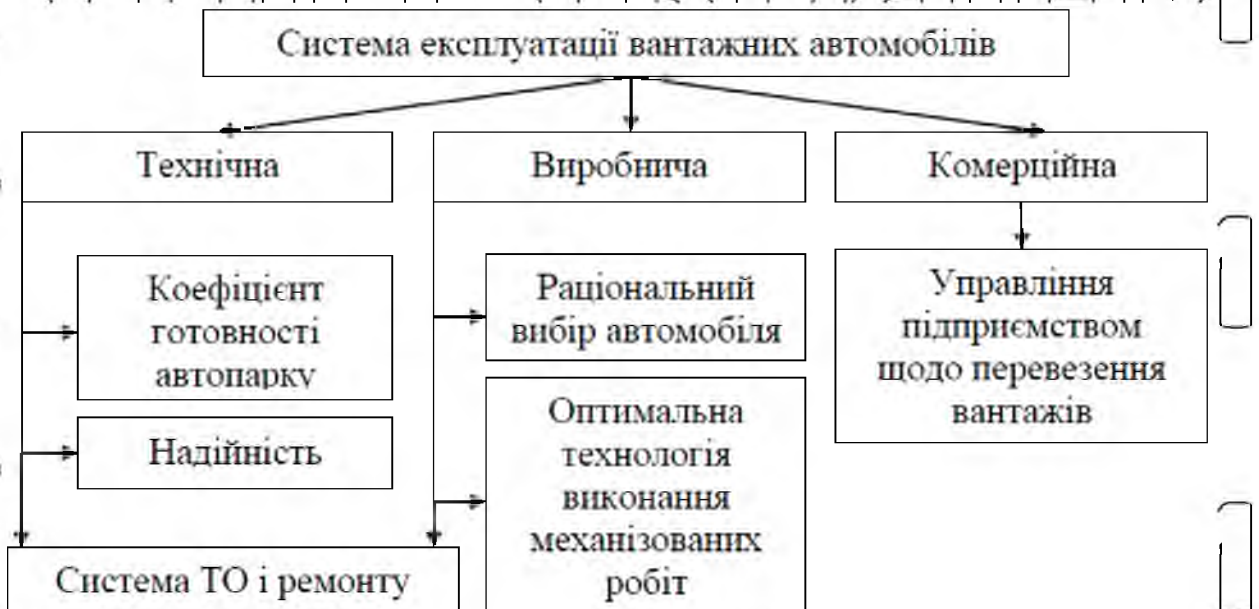 Система експлуатації вантажних автомобілів
Технічна
Виробнича
Комерційна
Коефіцієнт
готовності
автопарку
Надійність
Система ТО і ремонту
Раціональний
вибір автомобіля
Оптимальна
технологія
виконання
механізованих
робіт
Управління
підприємством
щодо перевезення
вантажів